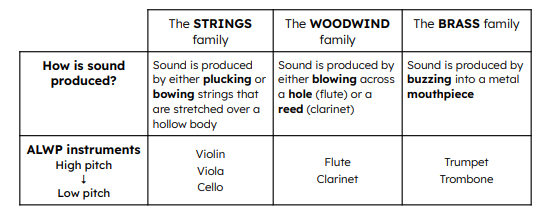 The STRINGS family
The WOODWIND family
The BRASS family
How is sound produced?
Sound is produced
by either plucking or
bowing strings that
are stretched over a
hollow body
Sound is produced by
either blowing across
a hole (flute) or a
reed (clarinet)
Sound is produced by
buzzing into a metal
mouthpiece
ALWP instruments
High pitch
↓
Low pitch
Violin
Viola
Cello
Flute
Clarinet
Trumpet
Trombone